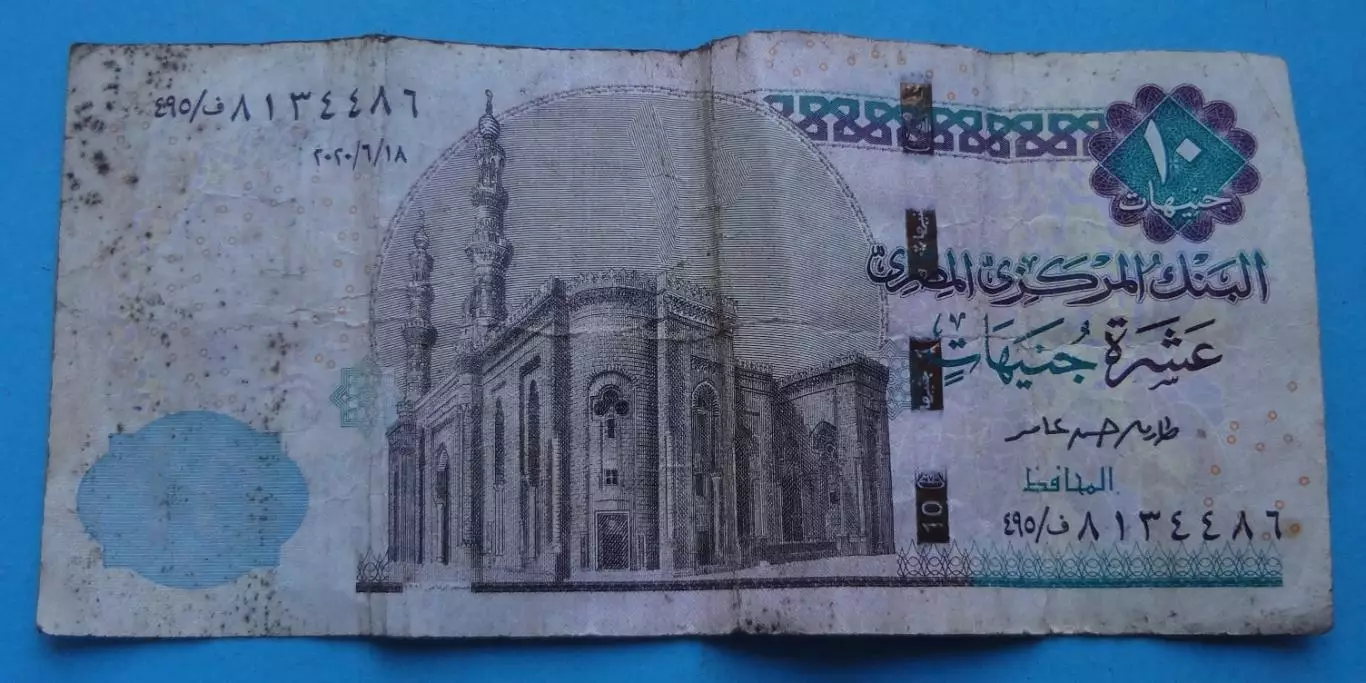 ٤٩٥/ف ٨١٣٤٤٨٦
٢٠٢٠/٦/١٨
١٠
جنيهات
البنك المركزي المصري
عشرة جنيهات
طارق حسن عامر
المحافظ
٤٩٥/ف ٨١٣٤٤٨٦
10